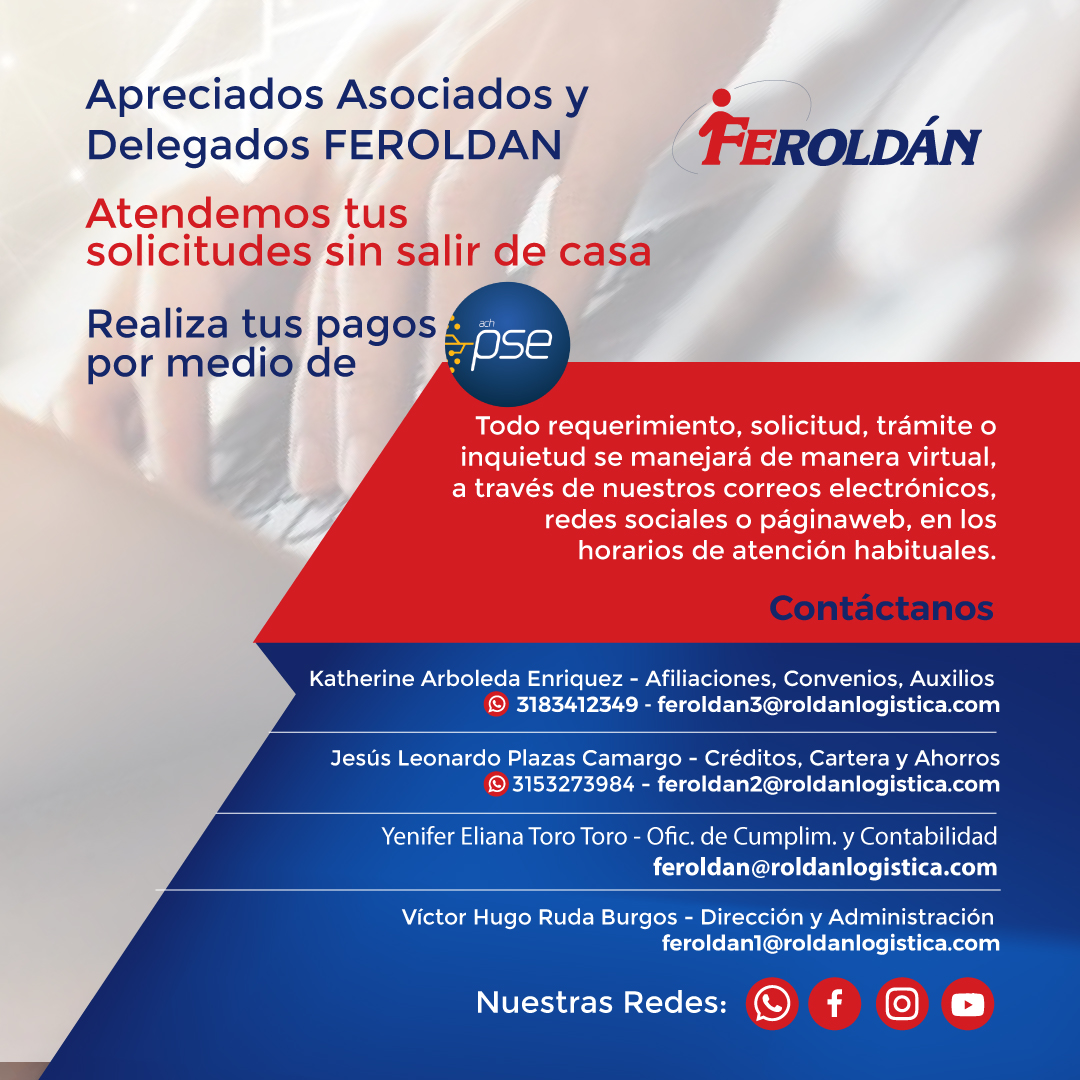 Apreciados Asociados y
Delegados FEROLDAN
FEROLDÁN
Atendemos tus
solicitudes sin salir de casa
Realiza tus pagos
por medio de
ach
pse
Todo requerimiento, solicitud, trámite o
inquietud se manejará de manera virtual,
a través de nuestros correos electrónicos,
redes sociales o páginaweb, en los
horarios de atención habituales.
Contáctanos
Katherine Arboleda Enriquez - Afiliaciones, Convenios, Auxilios
3183412349 - feroldan3@roldanlogistica.com
Jesús Leonardo Plazas Camargo - Créditos, Cartera y Ahorros
3153273984 - feroldan2@roldanlogistica.com
Yenifer Eliana Toro Toro - Ofic. de Cumplim. y Contabilidad
feroldan@roldanlogistica.com
Víctor Hugo Ruda Burgos - Dirección y Administración
feroldan1@roldanlogistica.com
Nuestras Redes: